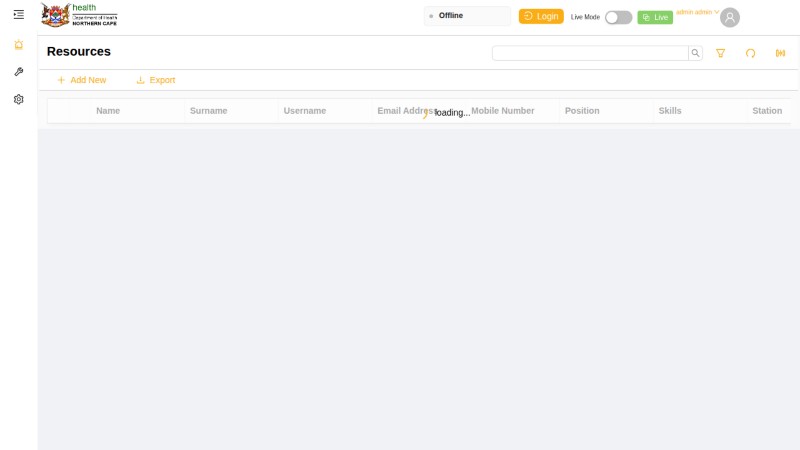 health
Department of Health
NORTHERN CAPE
Offline
Login
Live Mode
Live
admin admin
Resources
Add New
Export
Name Surname Username Email Address Mobile Number Position Skills Station
loading...